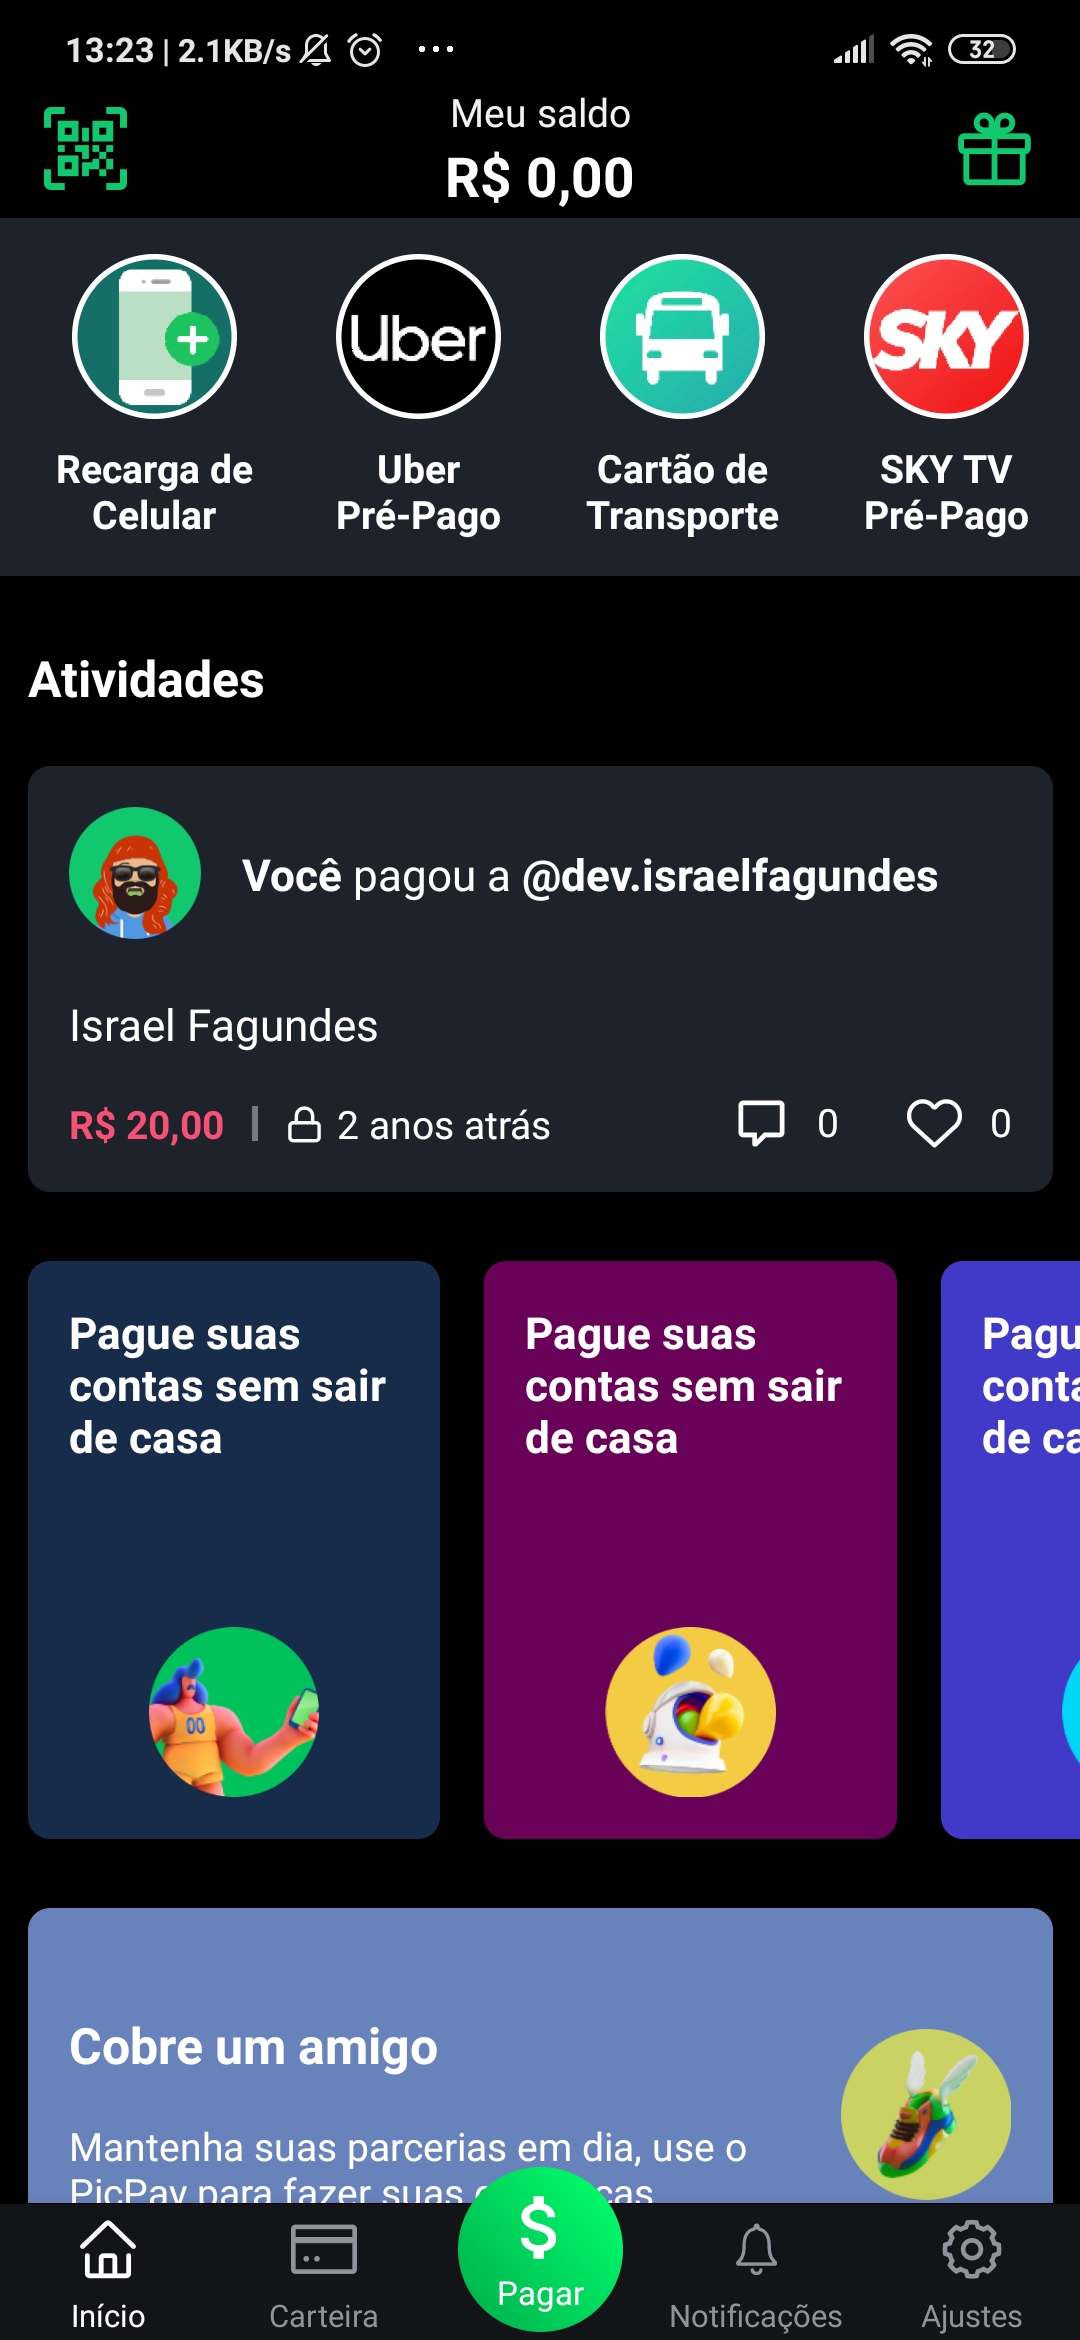 13:23 | 2.1KB/s
32
Meu saldo
R$ 0,00
Uber
SKY
Recarga de
Celular
Uber
Pré-Pago
Cartão de
Transporte
SKY TV
Pré-Pago
Atividades
Você pagou a @dev.israelfagundes
Israel Fagundes
R$ 20,00 | 2 anos atrás 0 0
Pague suas
contas sem sair
de casa
00
Pague suas
contas sem sair
de casa
Pagu
conta
de ca
Cobre um amigo
Mantenha suas parcerias em dia, use o
PicPay para fazer suas
$
Pagar
Início
Carteira
Notificações
Ajustes